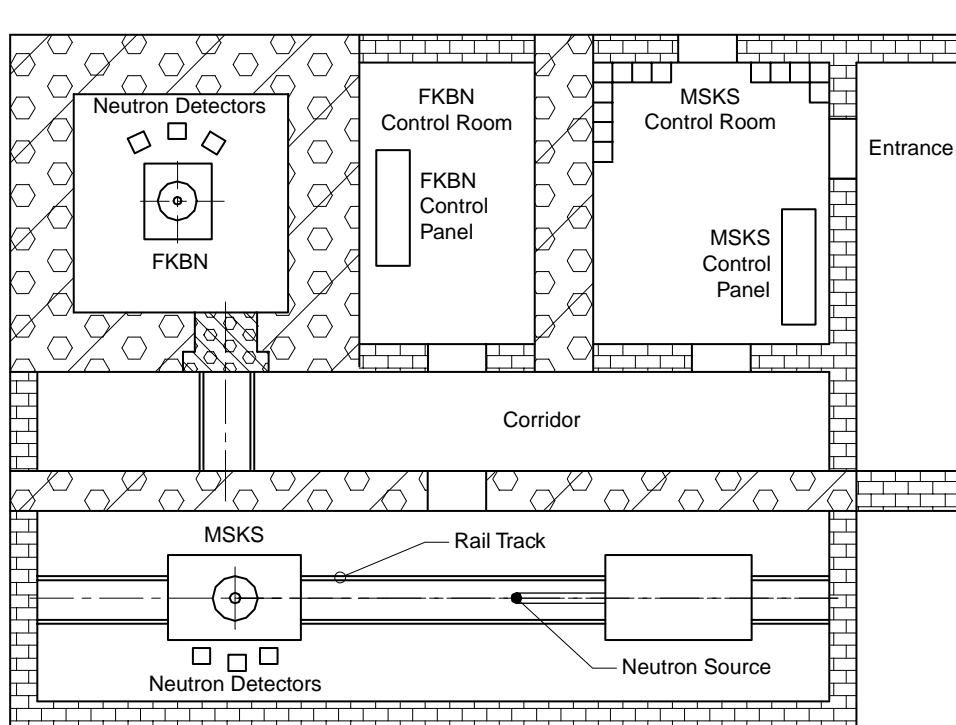 Neutron Detectors
FKBN
FKBN
Control Room
FKBN
Control
Panel
MSKS
Control Room
MSKS
Control
Panel
Entrance
Corridor
MSKS
Rail Track
Neutron Source
Neutron Detectors